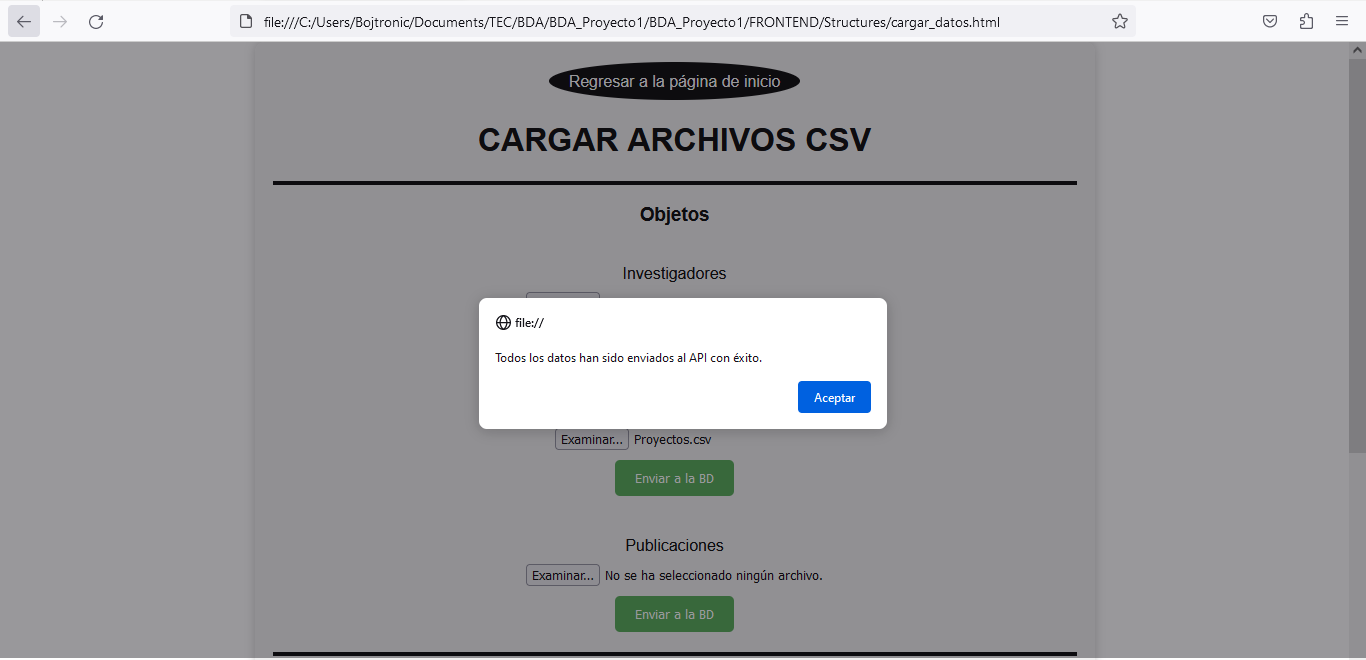 file:///C:/Users/Bojtronic/Documents/TEC/BDA/BDA_Proyecto1/BDA_Proyecto1/FRONTEND/Structures/cargar_datos.html
Regresar a la página de inicio
CARGAR ARCHIVOS CSV
Objetos
Investigadores
file://
Todos los datos han sido enviados al API con éxito.
Aceptar
Examinar... Proyectos.csv
Enviar a la BD
Publicaciones
Examinar... No se ha seleccionado ningún archivo.
Enviar a la BD